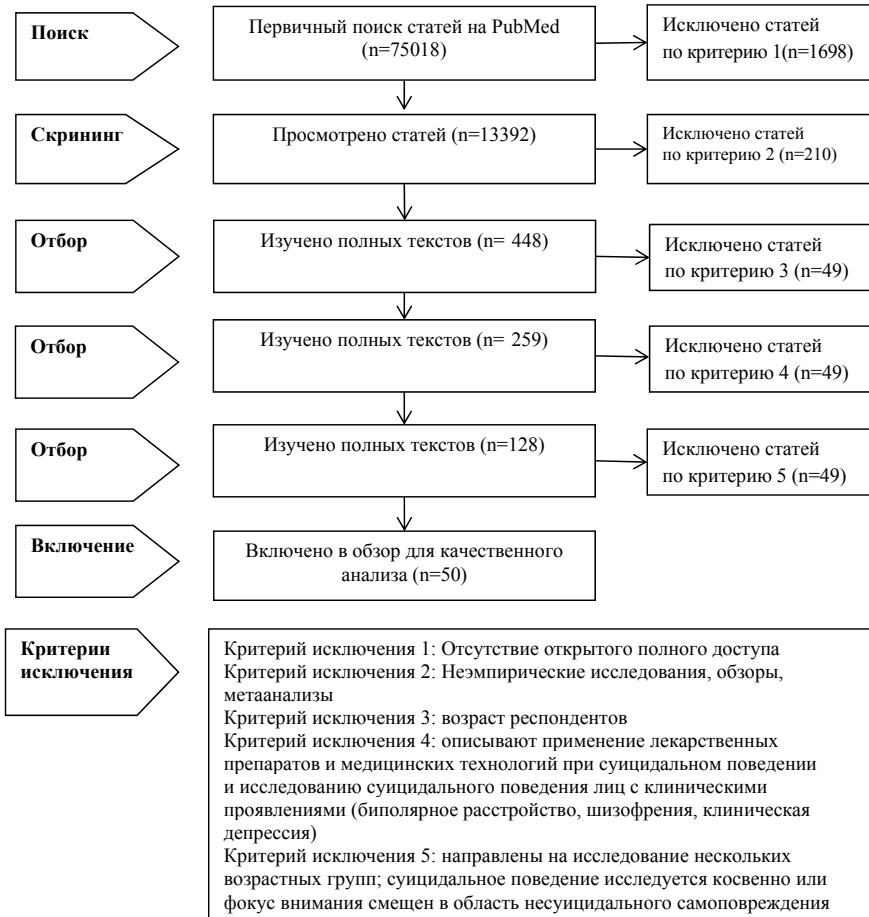 Поиск
Первичный поиск статей на PubMed
(n=75018)
Исключено статей
по критерию 1(n=1698)
Скрининг
Просмотрено статей (n=13392)
Исключено статей
по критерию 2 (n=210)
Отбор
Изучено полных текстов (n= 448)
Исключено статей
по критерию 3 (n=49)
Отбор
Изучено полных текстов (n= 259)
Исключено статей
по критерию 4 (n=49)
Отбор
Изучено полных текстов (n=128)
Исключено статей
по критерию 5 (n=49)
Включение
Включено в обзор для качественного
анализа (n=50)
Критерии
исключения
Критерий исключения 1: Отсутствие открытого полного доступа
Критерий исключения 2: Неэмпирические исследования, обзоры,
метаанализы
Критерий исключения 3: возраст респондентов
Критерий исключения 4: описывают применение лекарственных
препаратов и медицинских технологий при суицидальном поведении
и исследованию суицидального поведения лиц с клиническими
проявлениями (биполярное расстройство, шизофрения, клиническая
депрессия)
Критерий исключения 5: направлены на исследование нескольких
возрастных групп; суицидальное поведение исследуется косвенно или
фокус внимания смещен в область несуицидального самоповреждения